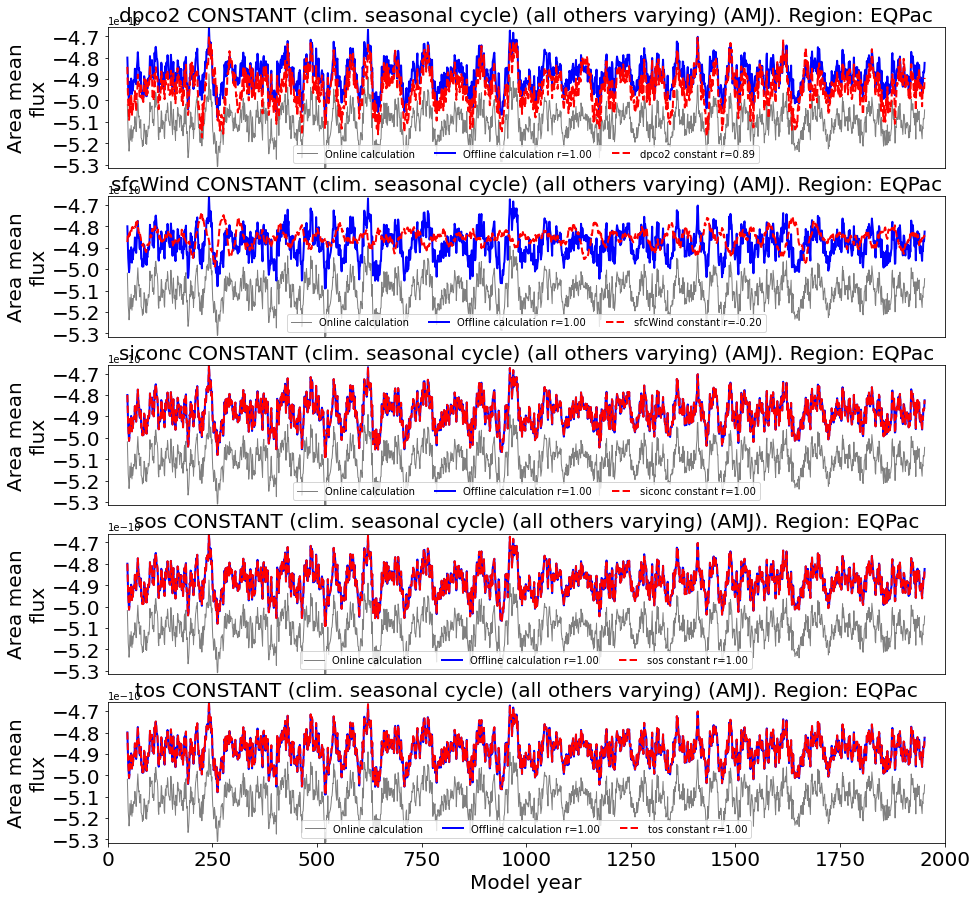 dpco2 CONSTANT (clim. seasonal cycle) (all others varying) (AMJ). Region: EQPac
1e−10
−4.7
−4.8
−4.9
−5.0
−5.1
−5.2
−5.3
Area mean
flux
Online calculation
Offline calculation r=1.00
dpco2 constant r=0.89
sfcWind CONSTANT (clim. seasonal cycle) (all others varying) (AMJ). Region: EQPac
1e−10
−4.7
−4.8
−4.9
−5.0
−5.1
−5.2
−5.3
Area mean
flux
Online calculation
Offline calculation r=1.00
sfcWind constant r=-0.20
siconc CONSTANT (clim. seasonal cycle) (all others varying) (AMJ). Region: EQPac
1e−10
−4.7
−4.8
−4.9
−5.0
−5.1
−5.2
−5.3
Area mean
flux
Online calculation
Offline calculation r=1.00
siconc constant r=1.00
sos CONSTANT (clim. seasonal cycle) (all others varying) (AMJ). Region: EQPac
1e−10
−4.7
−4.8
−4.9
−5.0
−5.1
−5.2
−5.3
Area mean
flux
Online calculation
Offline calculation r=1.00
sos constant r=1.00
tos CONSTANT (clim. seasonal cycle) (all others varying) (AMJ). Region: EQPac
1e−10
−4.7
−4.8
−4.9
−5.0
−5.1
−5.2
−5.3
Area mean
flux
Online calculation
Offline calculation r=1.00
tos constant r=1.00
0 250 500 750 1000 1250 1500 1750 2000
Model year